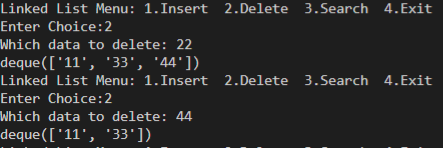 Linked List Menu: 1.Insert  2.Delete  3.Search  4.Exit
Enter Choice:2
Which data to delete: 22
deque(['11', '33', '44'])
Linked List Menu: 1.Insert  2.Delete  3.Search  4.Exit
Enter Choice:2
Which data to delete: 44
deque(['11', '33'])